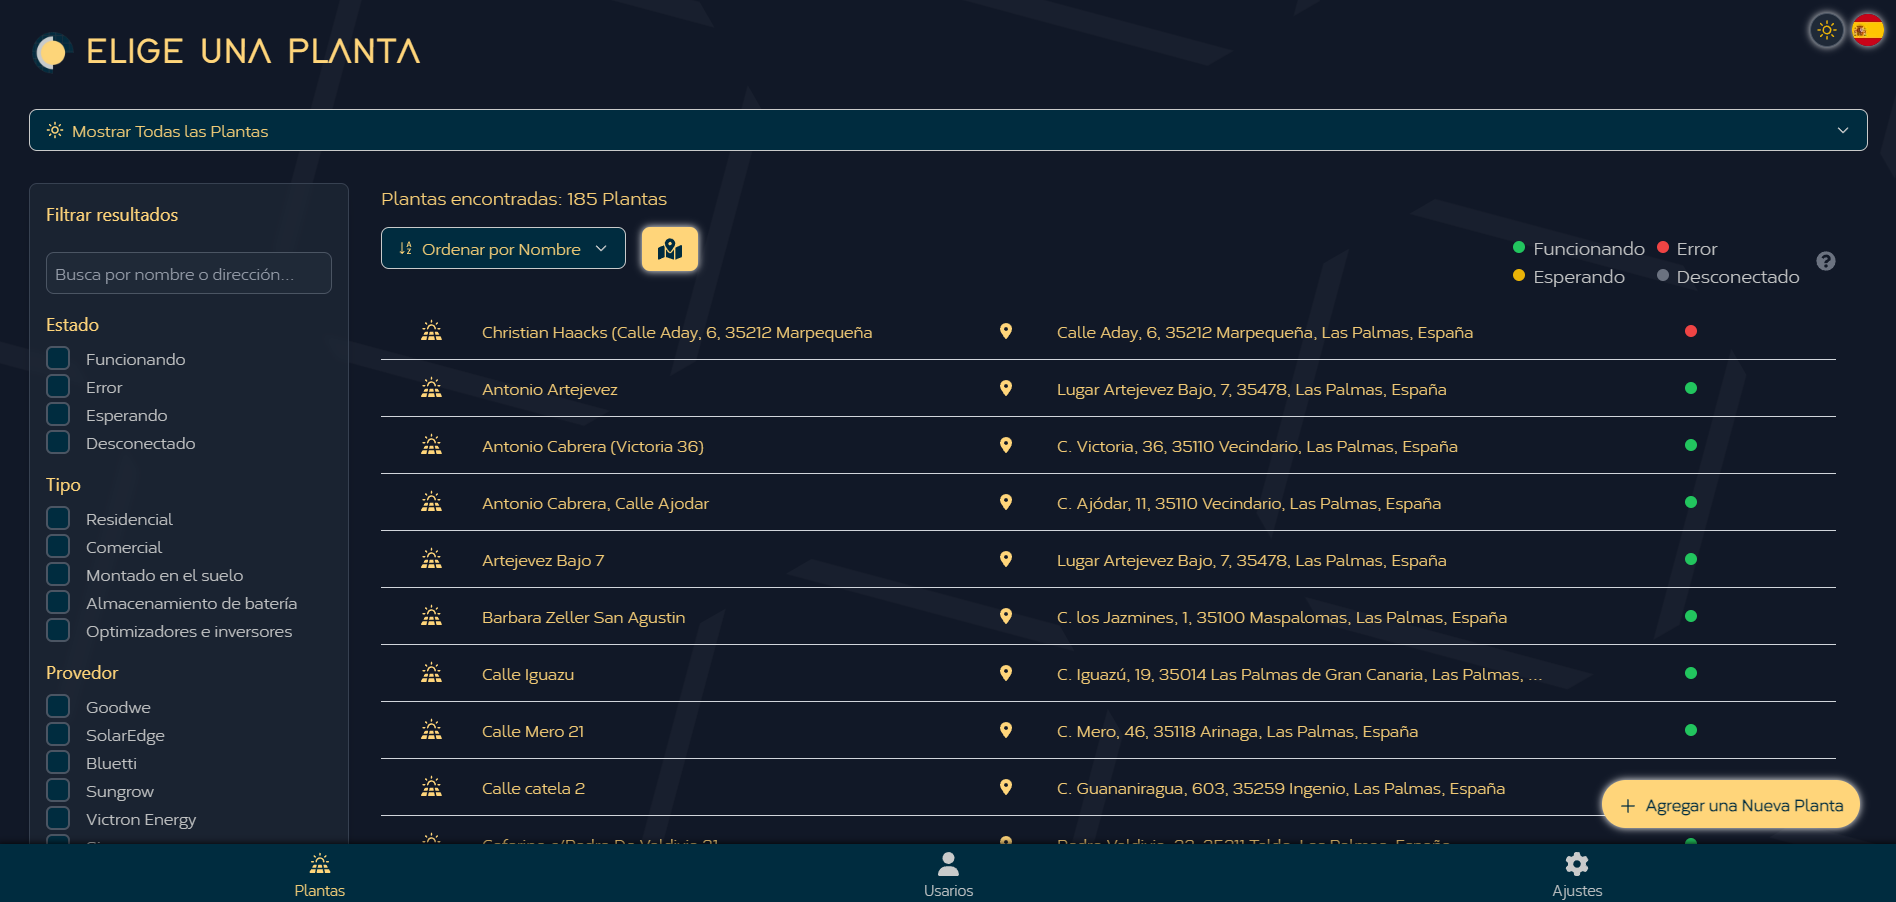 ELIGE UNA PLANTA
Mostrar Todas las Plantas
Filtrar resultados
Busca por nombre o dirección...
Estado
Funcionando
Error
Esperando
Desconectado
Tipo
Residencial
Comercial
Montado en el suelo
Almacenamiento de batería
Optimizadores e inversores
Provedor
Goodwe
SolarEdge
Bluetti
Sungrow
Victron Energy
Plantas encontradas: 185 Plantas
Ordenar por Nombre
Funcionando Error
Esperando Desconectado
Christian Haacks (Calle Aday, 6, 35212 Marpequeña Calle Aday, 6, 35212 Marpequeña, Las Palmas, España
Antonio Artejevez Lugar Artejevez Bajo, 7, 35478, Las Palmas, España
Antonio Cabrera (Victoria 36) C. Victoria, 36, 35110 Vecindario, Las Palmas, España
Antonio Cabrera, Calle Ajodar C. Ajódar, 11, 35110 Vecindario, Las Palmas, España
Artejevez Bajo 7 Lugar Artejevez Bajo, 7, 35478, Las Palmas, España
Barbara Zeller San Agustin C. los Jazmines, 1, 35100 Maspalomas, Las Palmas, España
Calle Iguazu C. Iguazú, 19, 35014 Las Palmas de Gran Canaria, Las Palmas, ...
Calle Mero 21 C. Mero, 46, 35118 Arinaga, Las Palmas, España
Calle catela 2 C. Guananiragua, 603, 35259 Ingenio, Las Palmas, España
+ Agregar una Nueva Planta
Plantas
Usarios
Ajustes